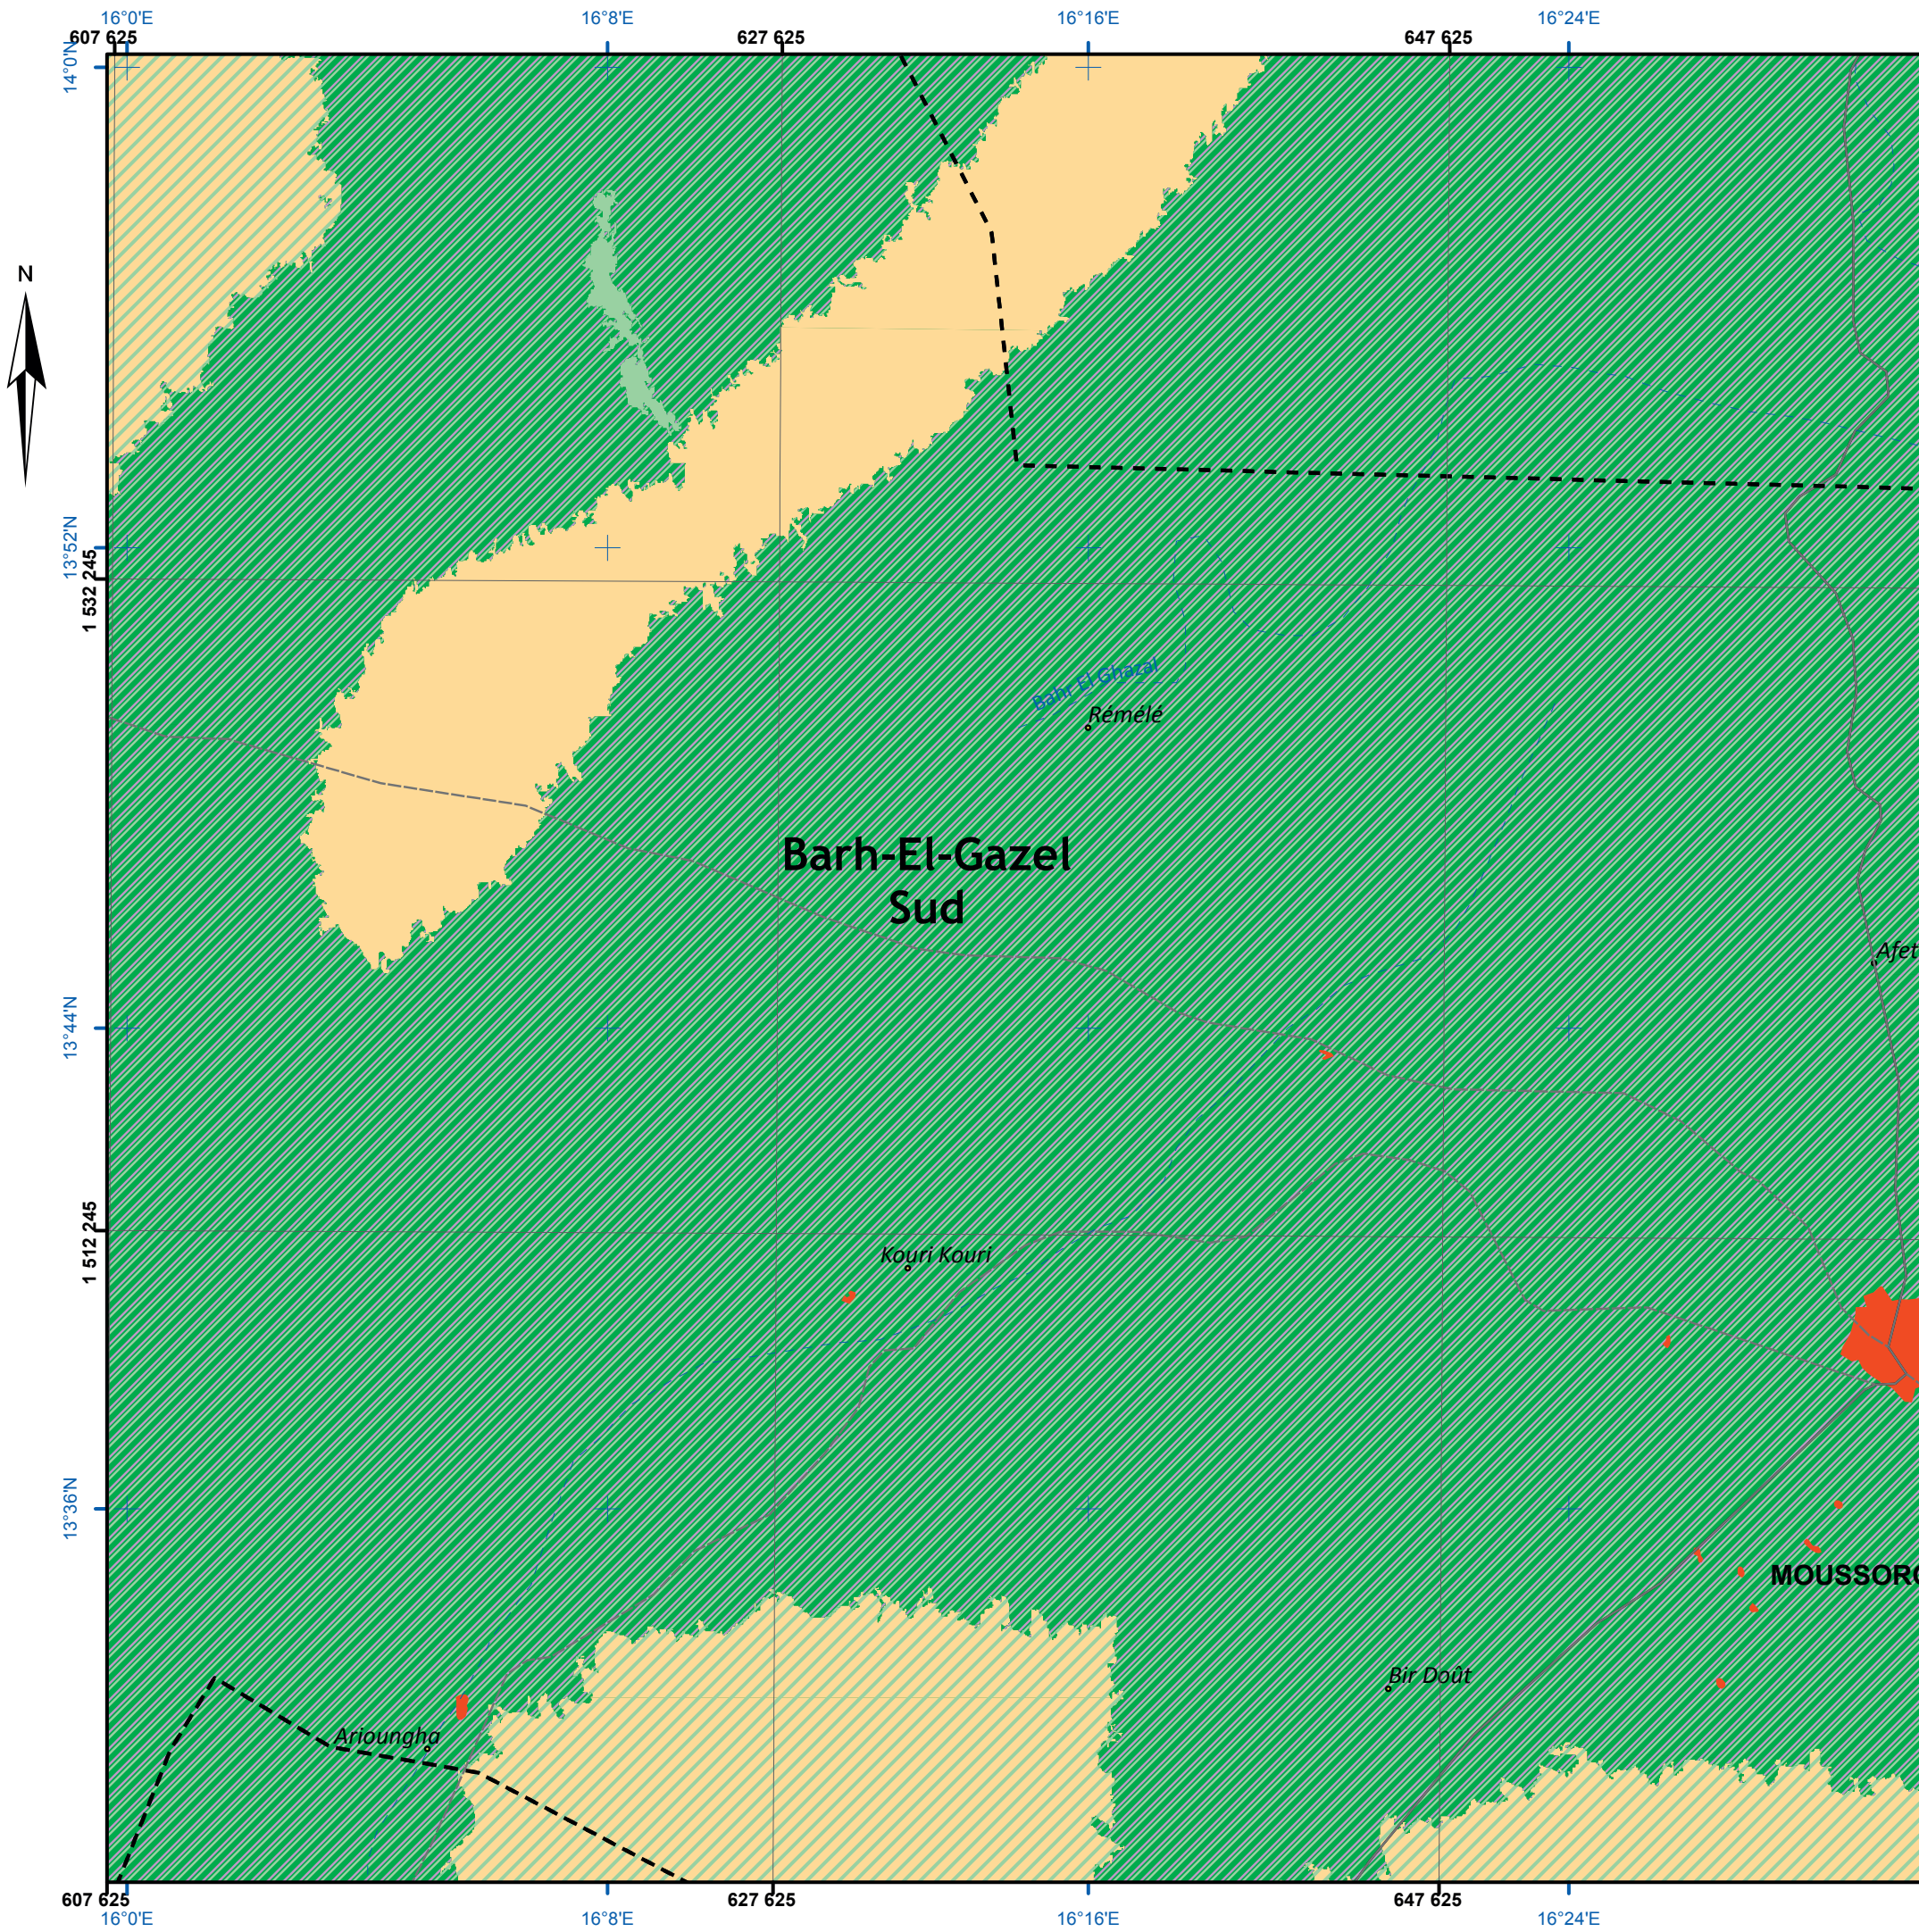 16°0'E 16°8'E 16°16'E 16°24'E
607 625 627 625 647 625
14°0'N
N
13°52'N
1 532 245
Bahr El Ghazal
Rémélé
Barh-El-Gazel
Sud
Afet
13°44'N
1 512 245
Kouri Kouri
13°36'N
MOUSSORO
Bir Doût
Arioungha
607 625 627 625 647 625
16°0'E 16°8'E 16°16'E 16°24'E